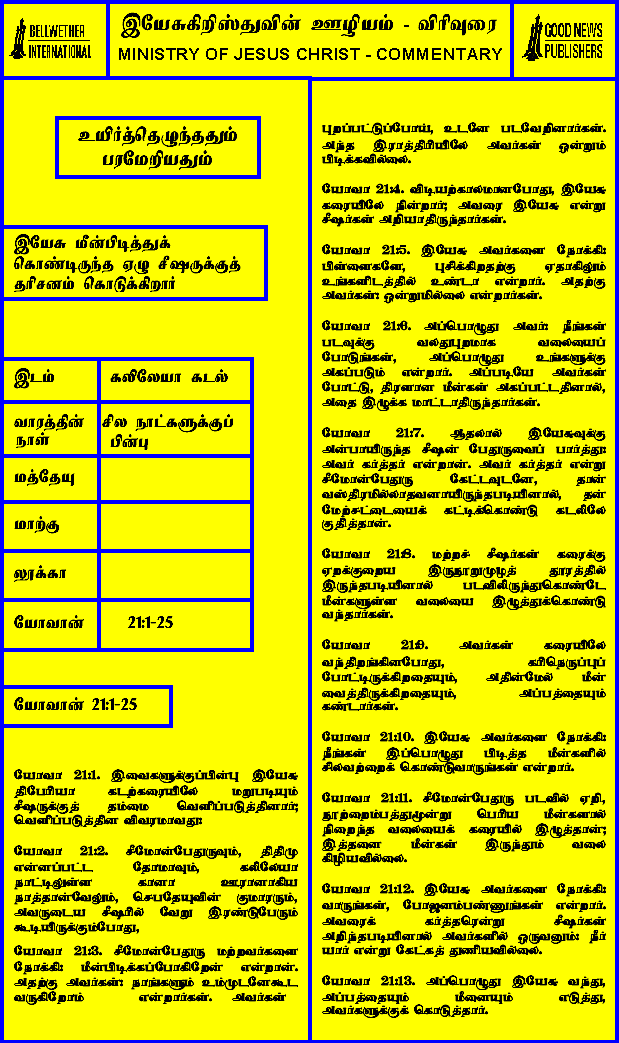 BELLWETHER
INTERNATIONAL
இயேசுகிறிஸ்துவின் ஊழியம் - விரிவுரை
MINISTRY OF JESUS CHRIST - COMMENTARY
GOOD NEWS
PUBLISHERS
உயிர்த்தெழுந்ததும்
பரமேறியதும்
இயேசு மீன்பிடித்துக்
கொண்டிருந்த ஏழு சீஷருக்குத்
தரிசனம் கொடுக்கிறார்
இடம் கலிலேயா கடல்
வாரத்தின் நாள் சில நாட்களுக்குப் பின்பு
மத்தேயு
மாற்கு
லூக்கா
யோவான் 21:1-25
யோவான் 21:1-25
யோவா 21:1. இவைகளுக்குப்பின்பு இயேசு
திபேரியா கடற்கரையிலே மறுபடியும்
சீஷருக்குத் தம்மை வெளிப்படுத்தினார்;
வெளிப்படுத்தின விவரமாவது:
யோவா 21:2. சீமோன்பேதுருவும், திதிமு
என்னப்பட்ட தோமாவும், கலிலேயா
நாட்டிலுள்ள கானா ஊரானாகிய
நாத்தான்வேலும், செபதேயுவின் குமாரரும்,
அவருடைய சீஷரில் வேறு இரண்டுபேரும்
கூடியிருக்கும்போது,
யோவா 21:3. சீமோன்பேதுரு மற்றவர்களை
நோக்கி: மீன்பிடிக்கப்போகிறேன் என்றான்.
அதற்கு அவர்கள்: நாங்களும் உம்முடனேகூட
வருகிறோம் என்றார்கள். அவர்கள்
புறப்பட்டுப்போய், உடனே படவேறினார்கள்.
அந்த இராத்திரியிலே அவர்கள் ஒன்றும்
பிடிக்கவில்லை.
யோவா 21:4. விடியற்காலமானபோது, இயேசு
கரையிலே நின்றார்; அவரை இயேசு என்று
சீஷர்கள் அறியாதிருந்தார்கள்.
யோவா 21:5. இயேசு அவர்களை நோக்கி:
பிள்ளைகளே, புசிக்கிறதற்கு ஏதாகிலும்
உங்களிடத்தில் உண்டா என்றார். அதற்கு
அவர்கள்: ஒன்றுமில்லை என்றார்கள்.
யோவா 21:6. அப்பொழுது அவர்: நீங்கள்
படவுக்கு வலதுபுறமாக வலையைப்
போடுங்கள், அப்பொழுது உங்களுக்கு
அகப்படும் என்றார். அப்படியே அவர்கள்
போட்டு, திரளான மீன்கள் அகப்பட்டதினால்,
அதை இழுக்க மாட்டாதிருந்தார்கள்.
யோவா 21:7. ஆதலால் இயேசுவுக்கு
அன்பாயிருந்த சீஷன் பேதுருவைப் பார்த்து:
அவர் கர்த்தர் என்றான். அவர் கர்த்தர் என்று
சீமோன்பேதுரு கேட்டவுடனே, தான்
வஸ்திரமில்லாதவனாயிருந்தபடியினால், தன்
மேற்சட்டையைக் கட்டிக்கொண்டு கடலிலே
குதித்தான்.
யோவா 21:8. மற்றச் சீஷர்கள் கரைக்கு
ஏறக்குறைய இருநூறுமுழத் தூரத்தில்
இருந்தபடியினால் படவிலிருந்துகொண்டே
மீன்களுள்ள வலையை இழுத்துக்கொண்டு
வந்தார்கள்.
யோவா 21:9. அவர்கள் கரையிலே
வந்திறங்கினபோது, கரிநெருப்புப்
போட்டிருக்கிறதையும், அதின்மேல் மீன்
வைத்திருக்கிறதையும், அப்பத்தையும்
கண்டார்கள்.
யோவா 21:10. இயேசு அவர்களை நோக்கி:
நீங்கள் இப்பொழுது பிடித்த மீன்களில்
சிலவற்றைக் கொண்டுவாருங்கள் என்றார்.
யோவா 21:11. சீமோன்பேதுரு படவில் ஏறி,
நூற்றைம்பத்துமூன்று பெரிய மீன்களால்
நிறைந்த வலையைக் கரையில் இழுத்தான்;
இத்தனை மீன்கள் இருந்தும் வலை
கிழியவில்லை.
யோவா 21:12. இயேசு அவர்களை நோக்கி:
வாருங்கள், போஜனம்பண்ணுங்கள் என்றார்.
அவரைக் கர்த்தரென்று சீஷர்கள்
அறிந்தபடியினால் அவர்களில் ஒருவனும்: நீர்
யார் என்று கேட்கத் துணியவில்லை.
யோவா 21:13. அப்பொழுது இயேசு வந்து,
அப்பத்தையும் மீனையும் எடுத்து,
அவர்களுக்குக் கொடுத்தார்.